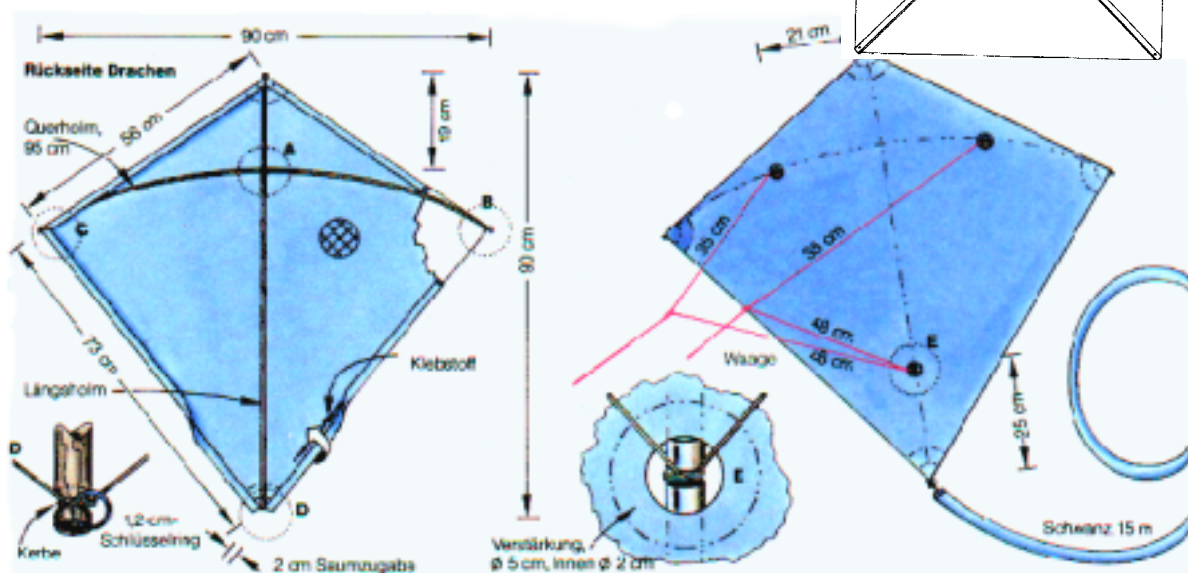 90 cm
21 cm
Rückseite Drachen
56 cm
19 cm
Querholm,
95 cm
A
B
C
35 cm
35 cm
90 cm
73 cm
48 cm
48 cm
E
Waage
Klebstoff
Längsholm
25 cm
D
E
D
Kerbe
1,2-cm-
Schlüsselring
2 cm Saumzugabe
Verstärkung,
ø 5 cm, Innen ø 2 cm
Schwanz 15 m